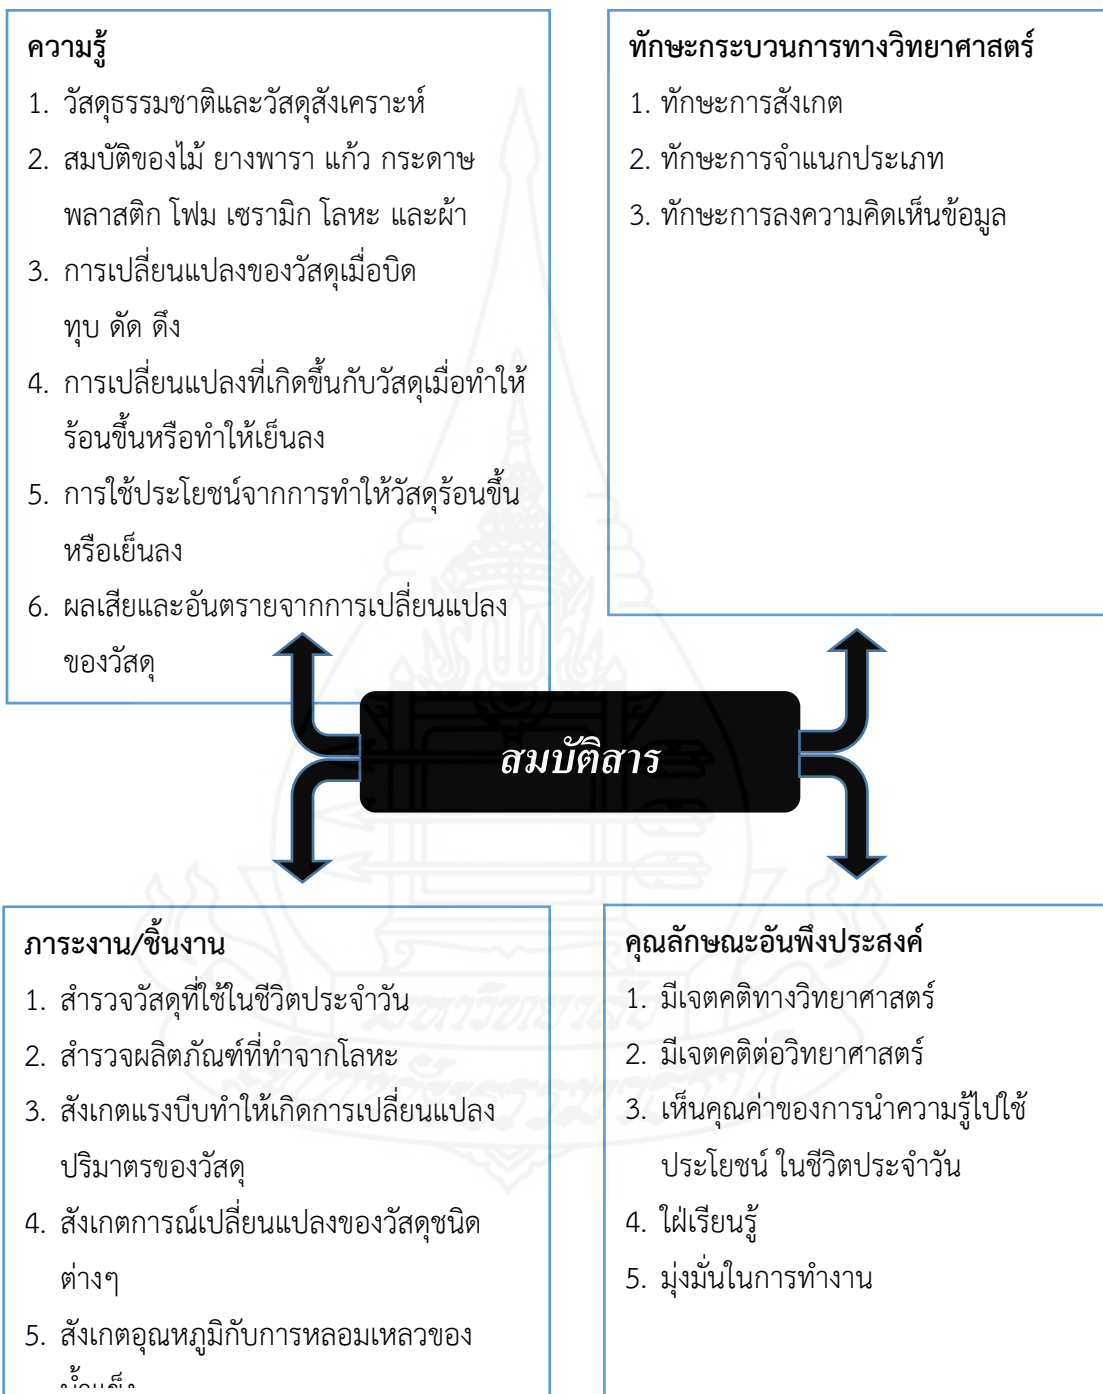 ความรู้
1. วัสดุธรรมชาติและวัสดุสังเคราะห์
2. สมบัติของไม้ ยางพารา แก้ว กระดาษ
พลาสติก โฟม เซรามิก โลหะ และผ้า
3. การเปลี่ยนแปลงของวัสดุเมื่อบิด
ทุบ ดัด ดึง
4. การเปลี่ยนแปลงที่เกิดขึ้นกับวัสดุเมื่อทำให้
ร้อนขึ้นหรือทำให้เย็นลง
5. การใช้ประโยชน์จากการทำให้วัสดุร้อนขึ้น
หรือเย็นลง
6. ผลเสียและอันตรายจากการเปลี่ยนแปลง
ของวัสดุ
ทักษะกระบวนการทางวิทยาศาสตร์
1. ทักษะการสังเกต
2. ทักษะการจำแนกประเภท
3. ทักษะการลงความคิดเห็นข้อมูล
สมบัติสาร
ภาระงาน/ชิ้นงาน
1. สำรวจวัสดุที่ใช้ในชีวิตประจำวัน
2. สำรวจผลิตภัณฑ์ที่ทำจากโลหะ
3. สังเกตแรงบีบทำให้เกิดการเปลี่ยนแปลง
ปริมาตรของวัสดุ
4. สังเกตการณ์เปลี่ยนแปลงของวัสดุชนิด
ต่างๆ
5. สังเกตอุณหภูมิกับการหลอมเหลวของ
น้ำแข็ง
คุณลักษณะอันพึงประสงค์
1. มีเจตคติทางวิทยาศาสตร์
2. มีเจตคติต่อวิทยาศาสตร์
3. เห็นคุณค่าของการนำความรู้ไปใช้
ประโยชน์ ในชีวิตประจำวัน
4. ใฝ่เรียนรู้
5. มุ่งมั่นในการทำงาน
มหาวิทยาลัย
สุโขทัยธรรมาธิราช